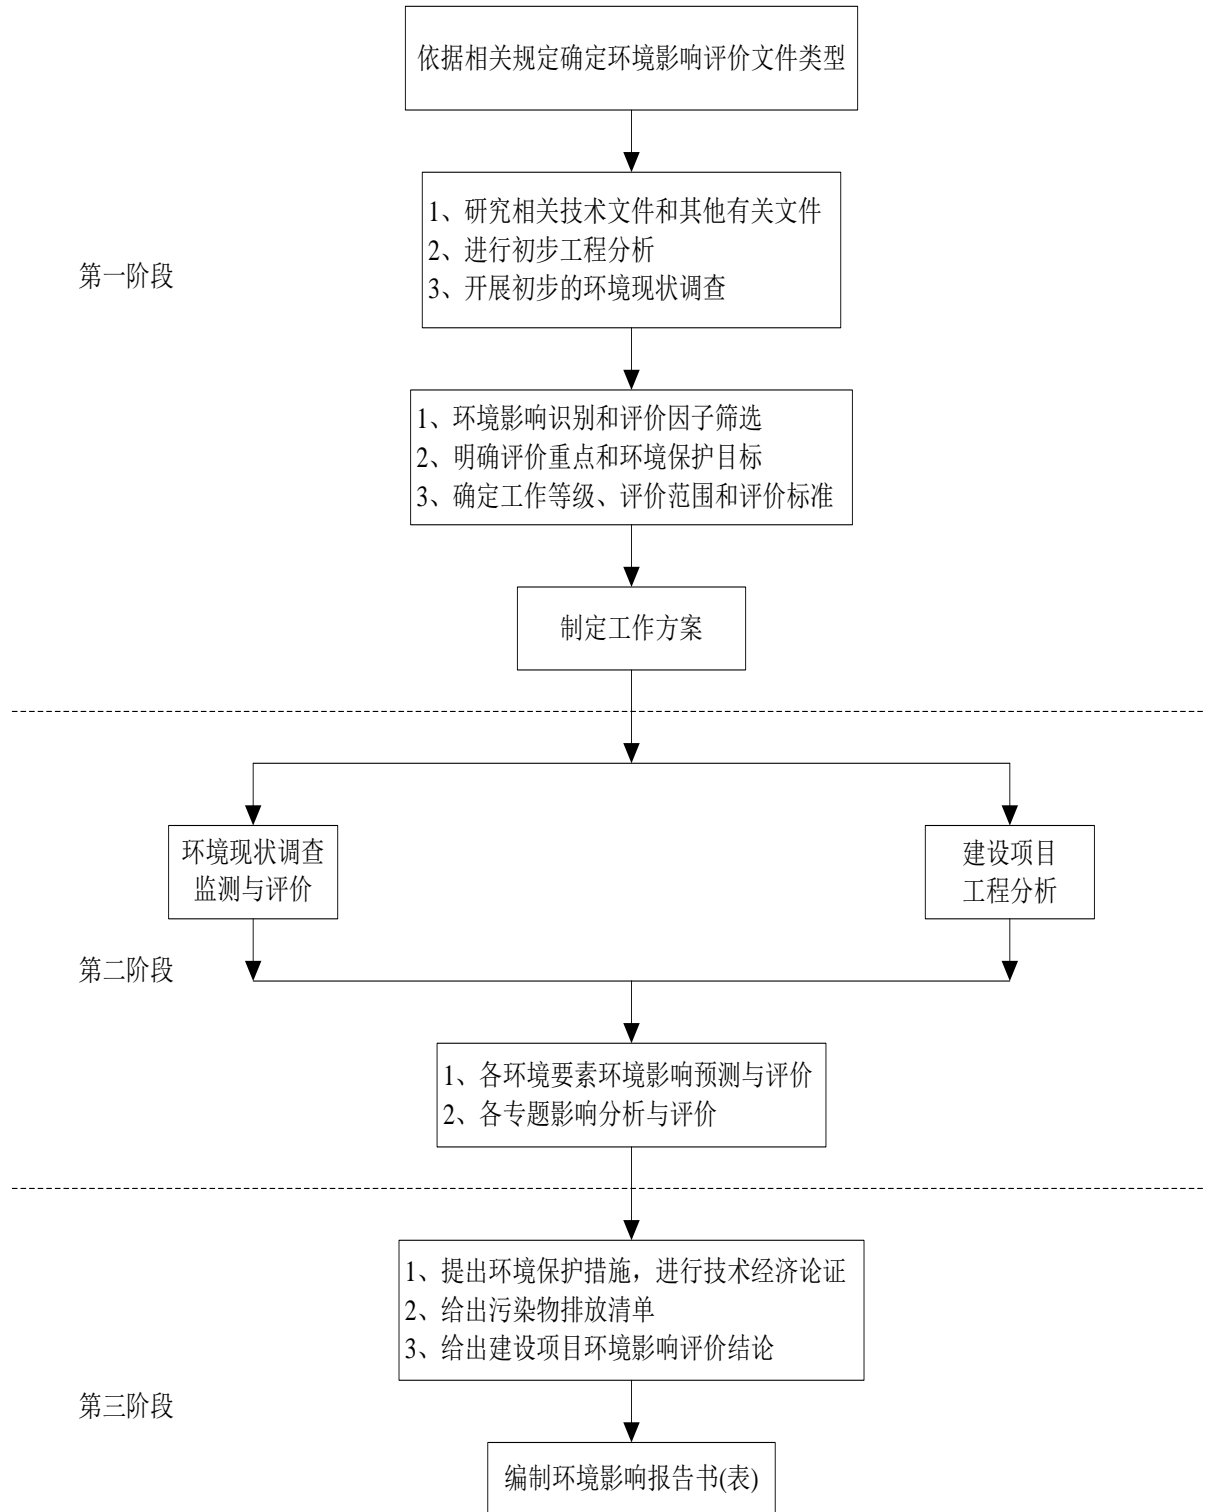 依据相关规定确定环境影响评价文件类型
1、研究相关技术文件和其他有关文件
2、进行初步工程分析
3、开展初步的环境现状调查
第一阶段
1、环境影响识别和评价因子筛选
2、明确评价重点和环境保护目标
3、确定工作等级、评价范围和评价标准
制定工作方案
环境现状调查
监测与评价
建设项目
工程分析
第二阶段
1、各环境要素环境影响预测与评价
2、各专题影响分析与评价
1、提出环境保护措施，进行技术经济论证
2、给出污染物排放清单
3、给出建设项目环境影响评价结论
第三阶段
编制环境影响报告书(表)